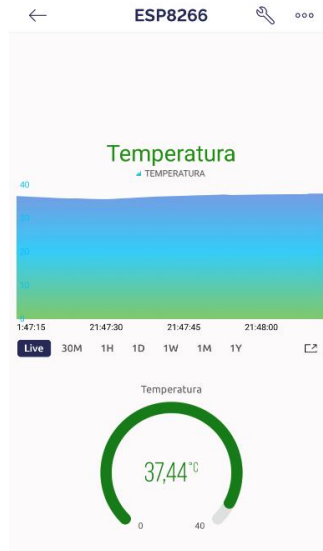 ESP8266
Temperatura
TEMPERATURA
40
30
20
10
0
1:47:15 21:47:30 21:47:45 21:48:00
Live 30M 1H 1D 1W 1M 1Y
Temperatura
37,44°C
0 40